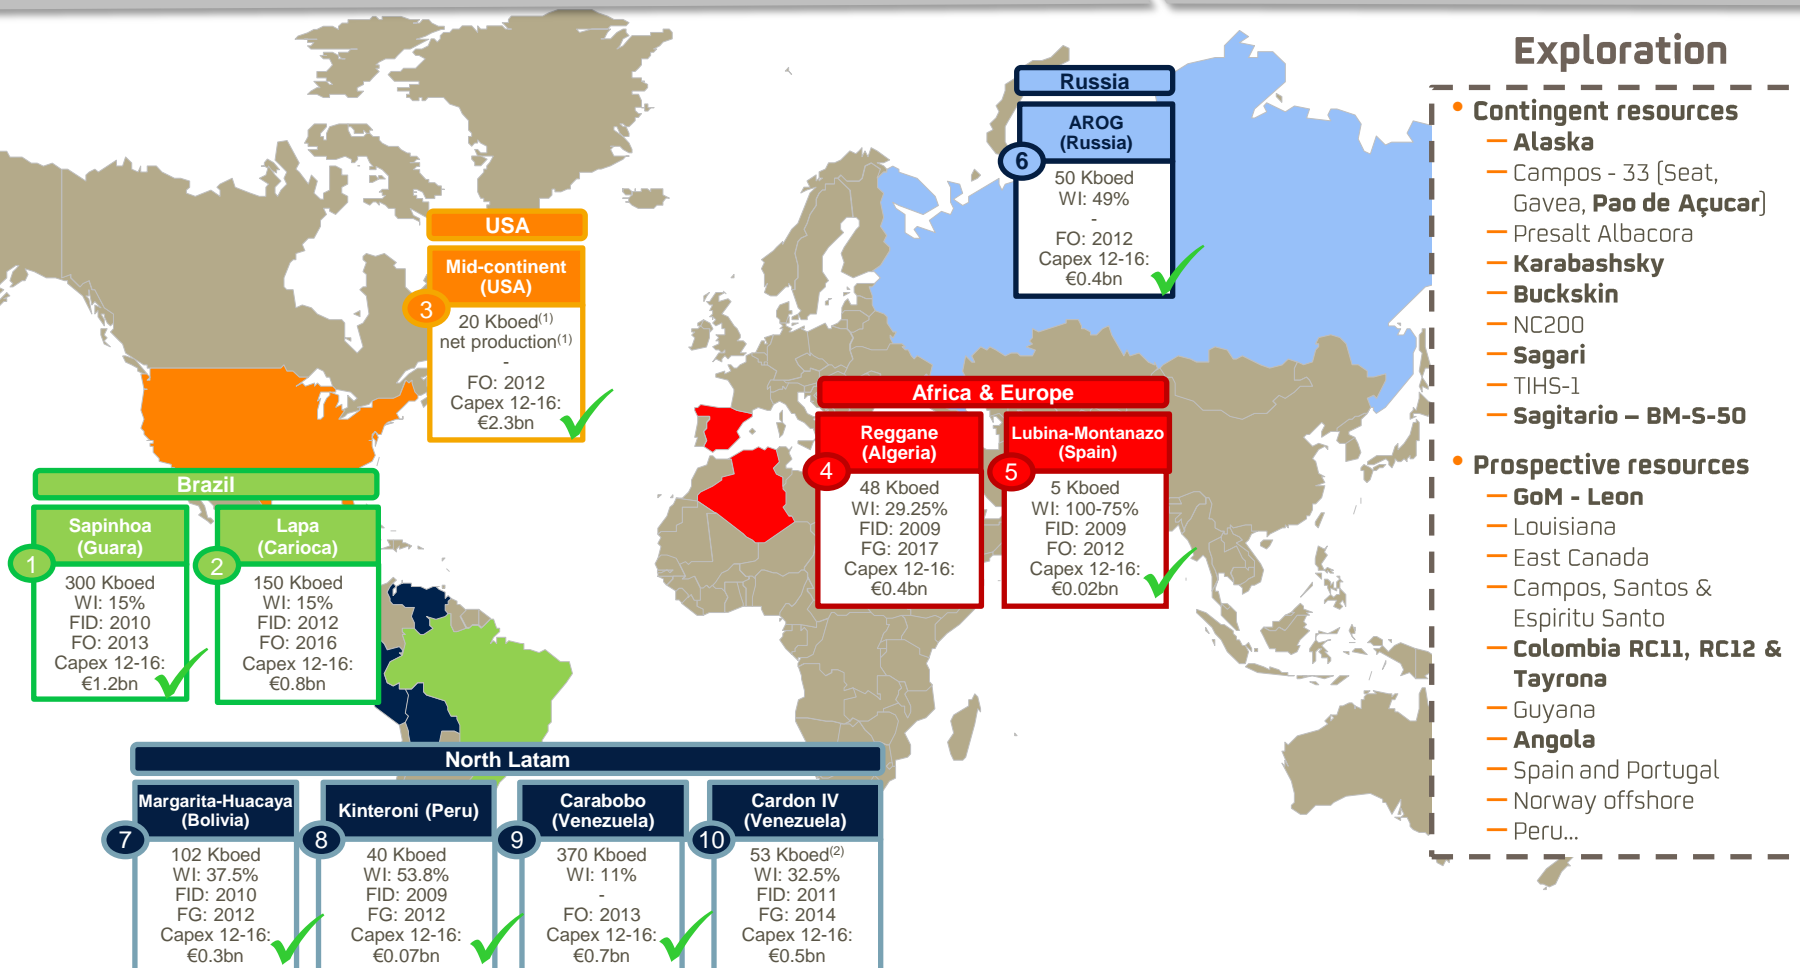 Russia
AROG
(Russia)
6
50 Kboed
WI: 49%
-
FO: 2012
Capex 12-16:
€0.4bn
USA
Mid-continent
(USA)
3
20 Kboed(1)
net production(1)
-
FO: 2012
Capex 12-16:
€2.3bn
Africa & Europe
Reggane
(Algeria)
4
48 Kboed
WI: 29.25%
FID: 2009
FG: 2017
Capex 12-16:
€0.4bn
Lubina-Montanazo
(Spain)
5
5 Kboed
WI: 100-75%
FID: 2009
FO: 2012
Capex 12-16:
€0.02bn
Brazil
Sapinhoa
(Guara)
1
300 Kboed
WI: 15%
FID: 2010
FO: 2013
Capex 12-16:
€1.2bn
Lapa
(Carioca)
2
150 Kboed
WI: 15%
FID: 2012
FO: 2016
Capex 12-16:
€0.8bn
North Latam
Margarita-Huacaya
(Bolivia)
7
102 Kboed
WI: 37.5%
FID: 2010
FG: 2012
Capex 12-16:
€0.3bn
Kinteroni (Peru)
8
40 Kboed
WI: 53.8%
FID: 2009
FG: 2012
Capex 12-16:
€0.07bn
Carabobo
(Venezuela)
9
370 Kboed
WI: 11%
-
FO: 2013
Capex 12-16:
€0.7bn
Cardon IV
(Venezuela)
10
53 Kboed(2)
WI: 32.5%
FID: 2011
FG: 2014
Capex 12-16:
€0.5bn
Exploration
• Contingent resources
– Alaska
– Campos - 33 (Seat,
Gavea, Pao de Açucar)
– Presalt Albacora
– Karabashsky
– Buckskin
– NC200
– Sagari
– TIHS-1
– Sagitario – BM-S-50
• Prospective resources
– GoM - Leon
– Louisiana
– East Canada
– Campos, Santos &
Espiritu Santo
– Colombia RC11, RC12 &
Tayrona
– Guyana
– Angola
– Spain and Portugal
– Norway offshore
– Peru...